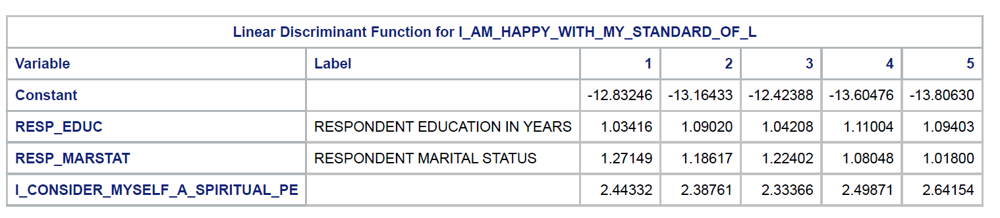 Linear Discriminant Function for I_AM_HAPPY_WITH_MY_STANDARD_OF_L
Variable Label 1 2 3 4 5
Constant -12.83246 -13.16433 -12.42388 -13.60476 -13.80630
RESP_EDUC RESPONDENT EDUCATION IN YEARS 1.03416 1.09020 1.04208 1.11004 1.09403
RESP_MARSTAT RESPONDENT MARITAL STATUS 1.27149 1.18617 1.22402 1.08048 1.01800
I_CONSIDER_MYSELF_A_SPIRITUAL_PE 2.44332 2.38761 2.33366 2.49871 2.64154